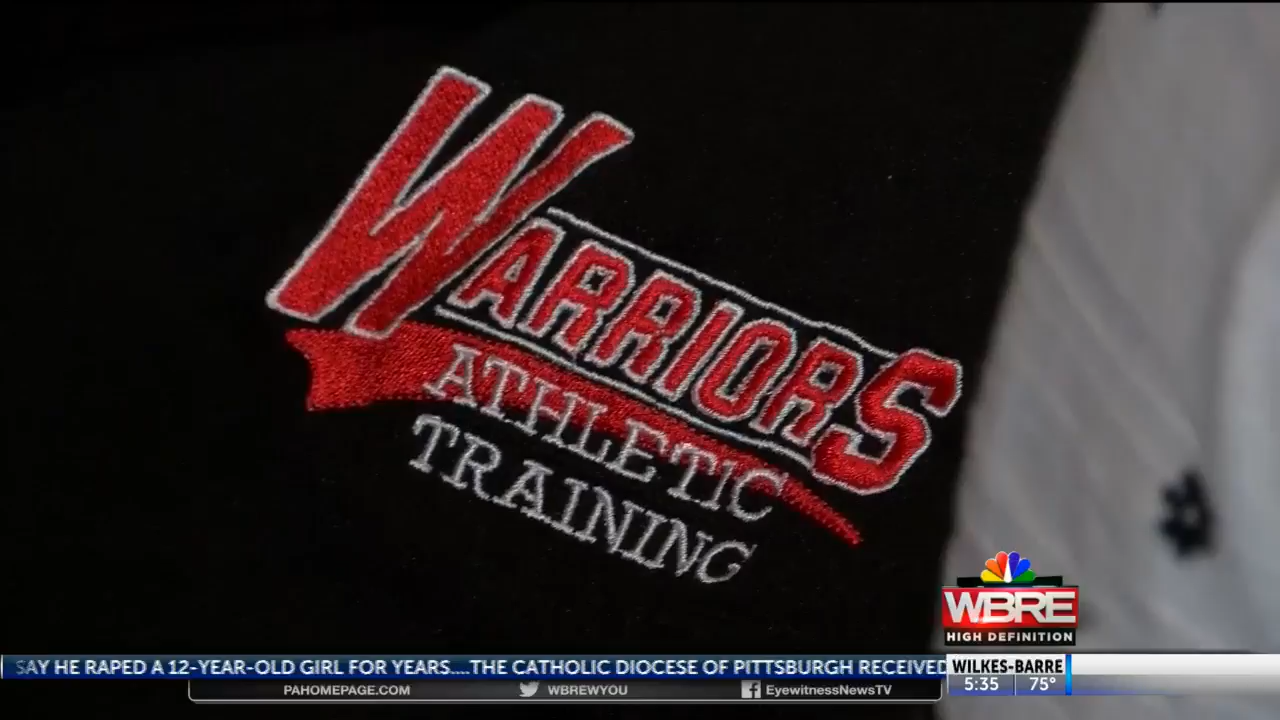 WARRIORS
ATHLETIC
TRAINING
WBRE
HIGH DEFINITION
SAY HE RAPED A 12-YEAR-OLD GIRL FOR YEARS....THE CATHOLIC DIOCESE OF PITTSBURGH RECEIVED
WILKES-BARRE
5:35 75°
PAHOMEPAGE.COM WBREWYOU EyewitnessNewsTV